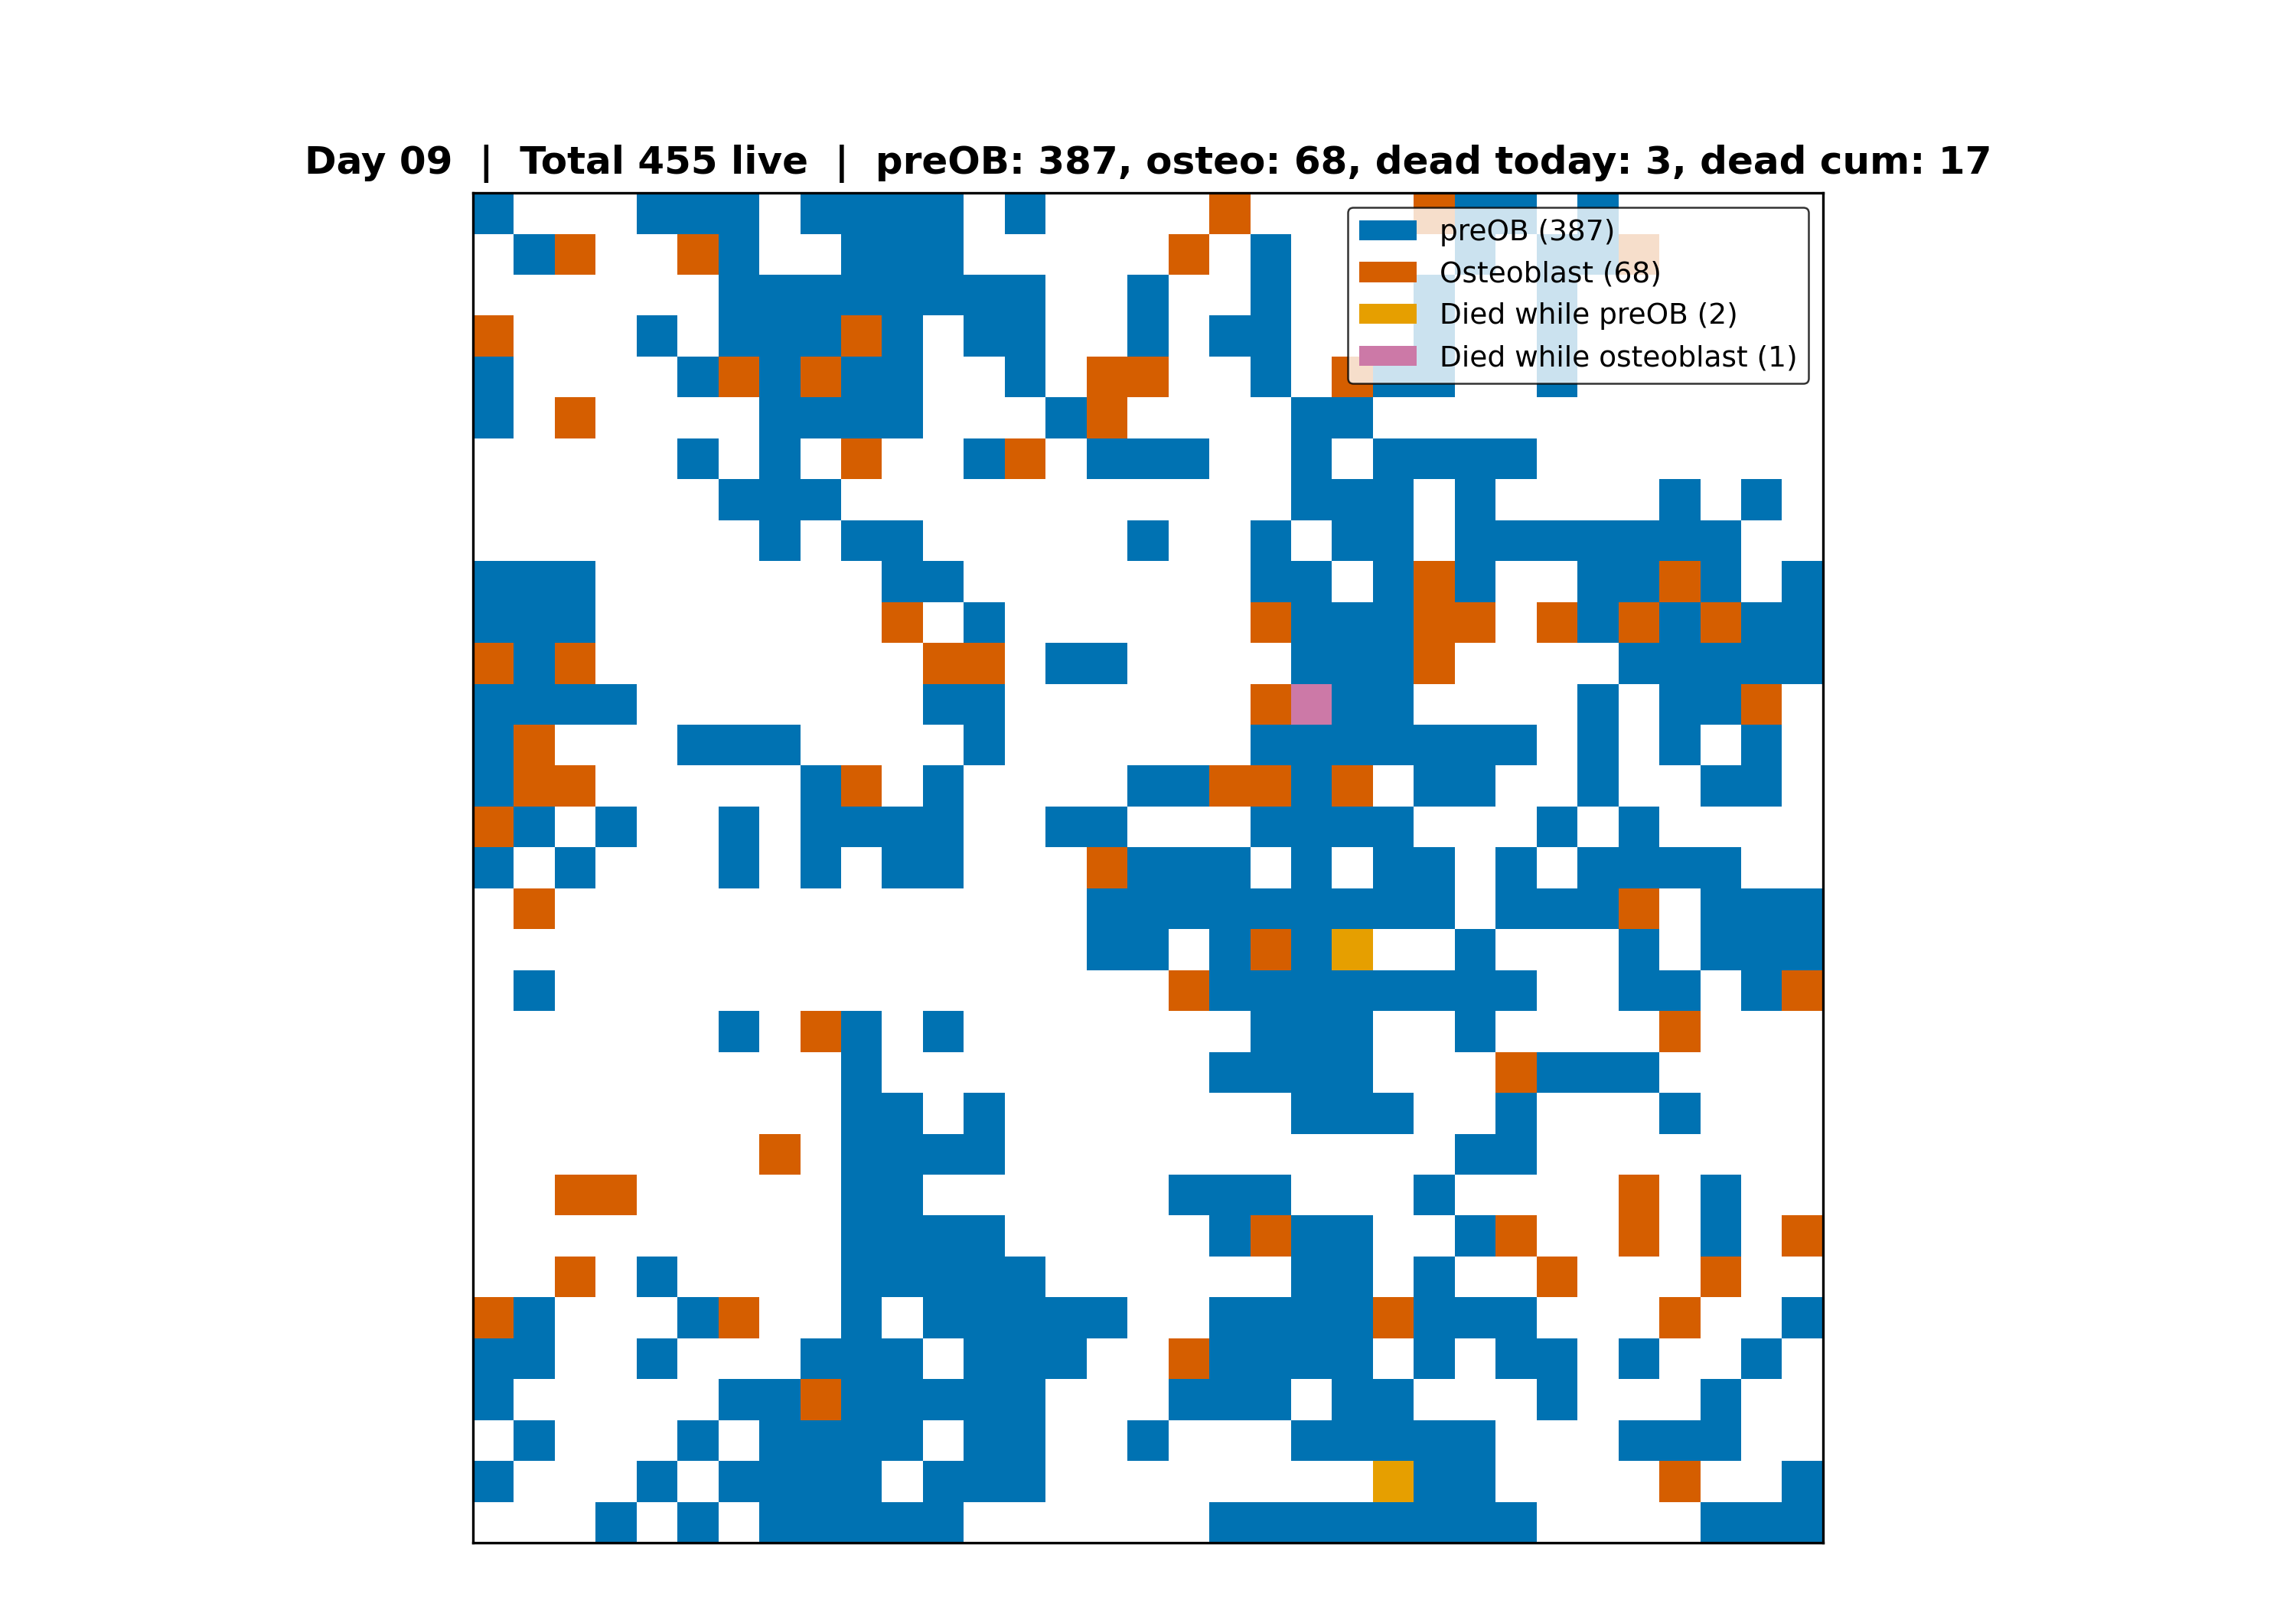 Day 09 | Total 455 live | preOB: 387, osteo: 68, dead today: 3, dead cum: 17
preOB (387)
Osteoblast (68)
Died while preOB (2)
Died while osteoblast (1)